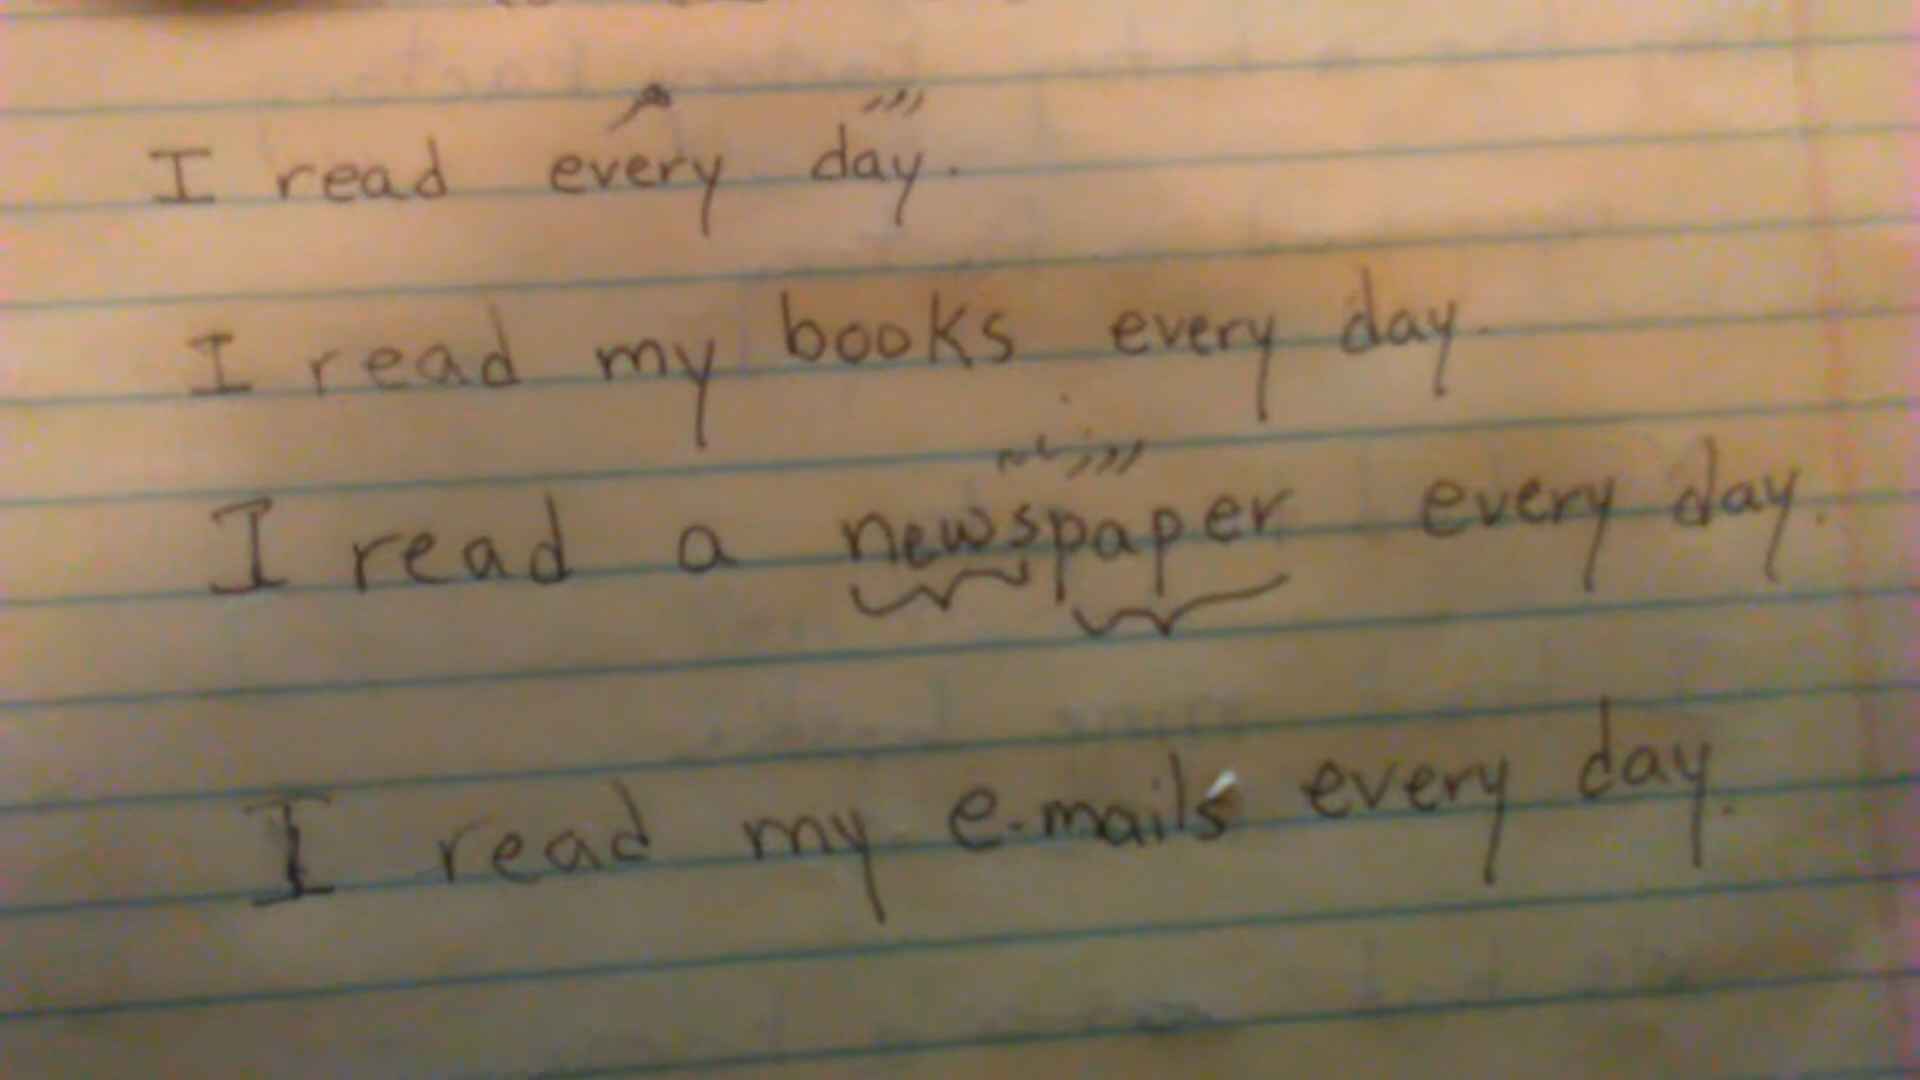 I read every day.
I read my books every day.
I read a newspaper every day.
I read my e-mails every day.